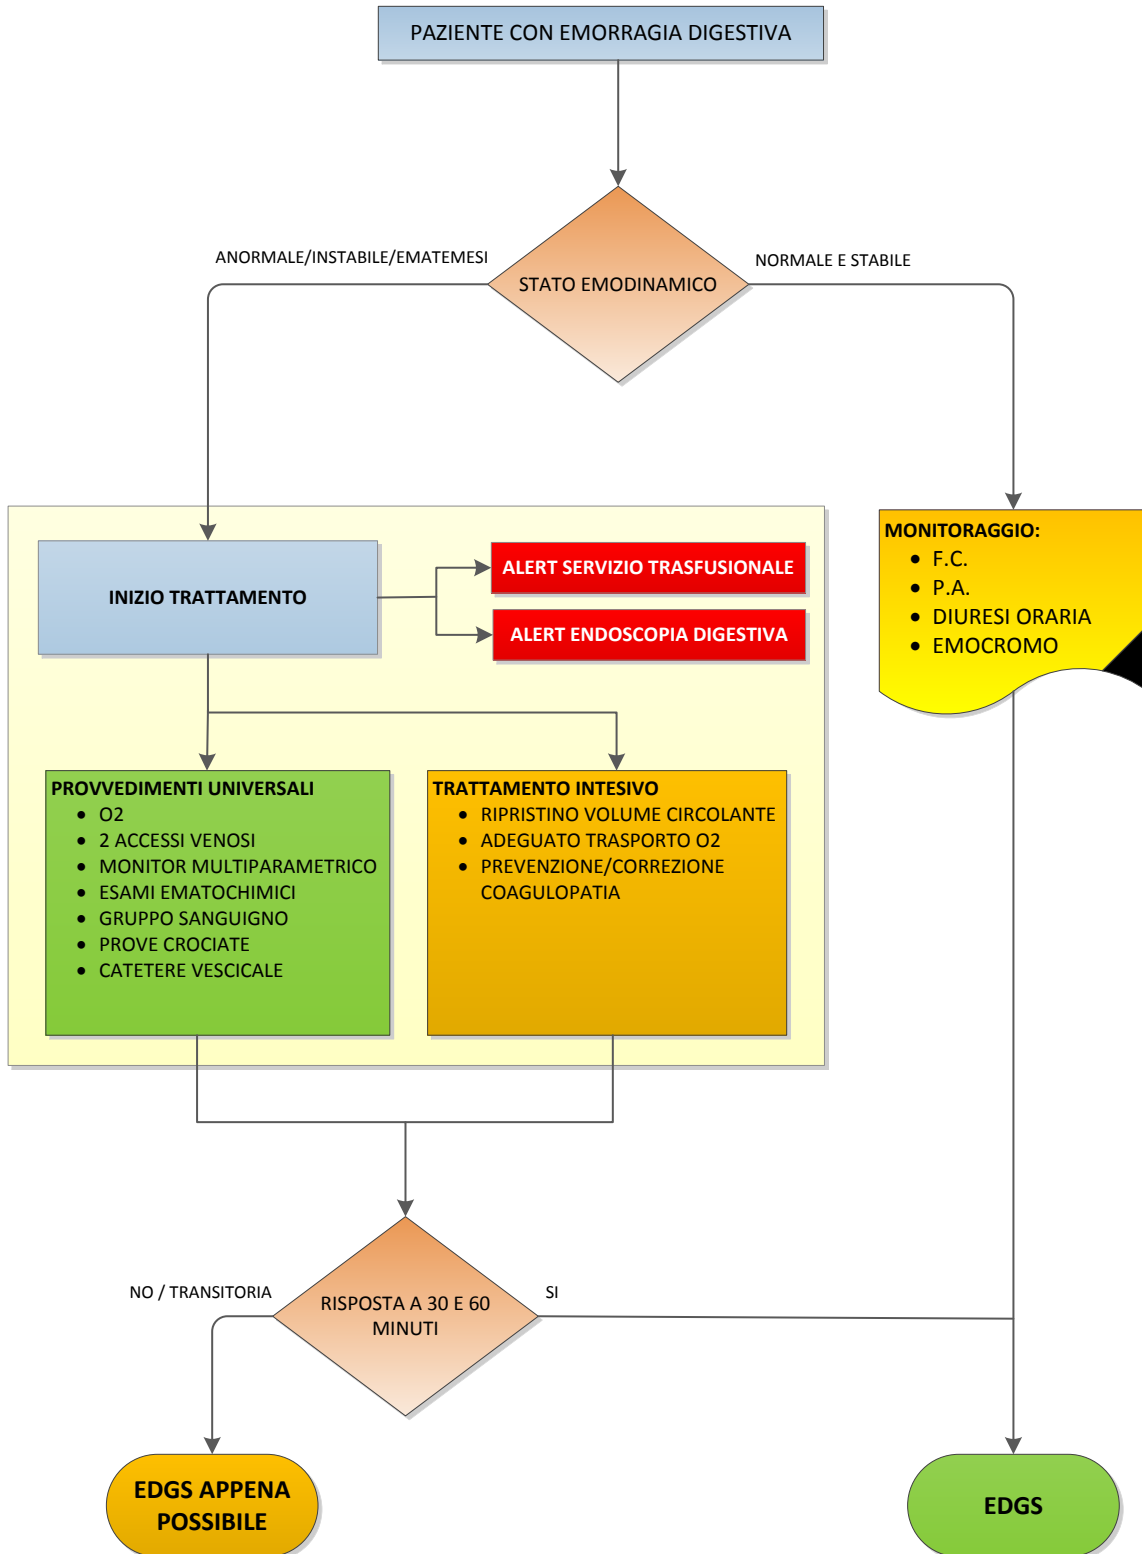 PAZIENTE CON EMORRAGIA DIGESTIVA
ANORMALE/INSTABILE/EMATEMESI
NORMALE E STABILE
STATO EMODINAMICO
INIZIO TRATTAMENTO
ALERT SERVIZIO TRASFUSIONALE
ALERT ENDOSCOPIA DIGESTIVA
MONITORAGGIO:
• F.C.
• P.A.
• DIURESI ORARIA
• EMOCROMO
PROVVEDIMENTI UNIVERSALI
• O2
• 2 ACCESSI VENOSI
• MONITOR MULTIPARAMETRICO
• ESAMI EMATOCHIMICI
• GRUPPO SANGUIGNO
• PROVE CROCIATE
• CATETERE VESCICALE
TRATTAMENTO INTESIVO
• RIPRISTINO VOLUME CIRCOLANTE
• ADEGUATO TRASPORTO O2
• PREVENZIONE/CORREZIONE
COAGULOPATIA
NO / TRANSITORIA
SI
RISPOSTA A 30 E 60
MINUTI
EDGS APPENA
POSSIBILE
EDGS